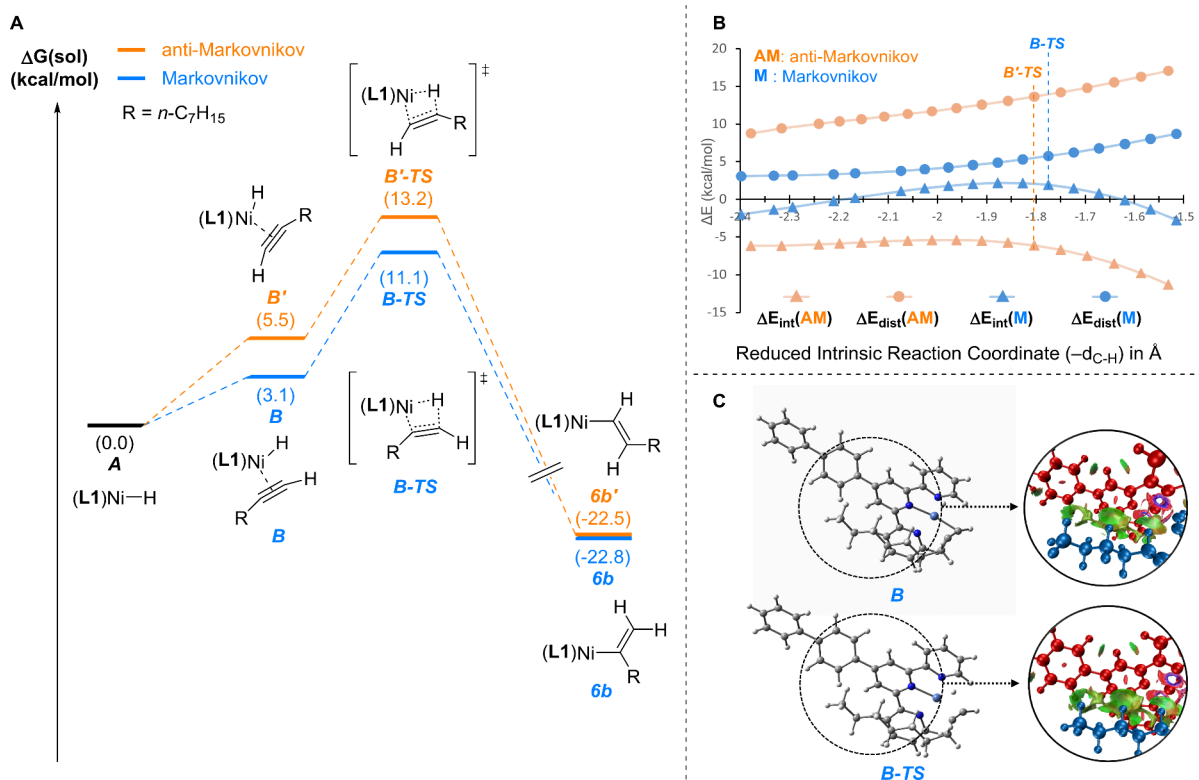 A
ΔG(sol)
(kcal/mol)
anti-Markovnikov
Markovnikov
R = n-C7H15
‡
(L1)Ni
H
H
R
B'-TS
(13.2)
H
(L1)Ni
R
H
B'
(5.5)
(11.1)
B-TS
(3.1)
B
(0.0)
A
(L1)Ni
H
H
(L1)Ni
H
R
B
‡
(L1)Ni
H
R
H
B-TS
H
(L1)Ni
R
H
6b'
(-22.5)
(-22.8)
6b
H
H
(L1)Ni
R
6b
B
AM: anti-Markovnikov
M : Markovnikov
B-TS
B'-TS
20
15
10
5
0
-5
-10
-15
ΔE (kcal/mol)
-2.4
-2.3
-2.2
-2.1
-2
-1.9
-1.8
-1.7
-1.6
-1.5
ΔEint(AM)
ΔEdist(AM)
ΔEint(M)
ΔEdist(M)
Reduced Intrinsic Reaction Coordinate (–dC-H) in Å
C
B
B-TS